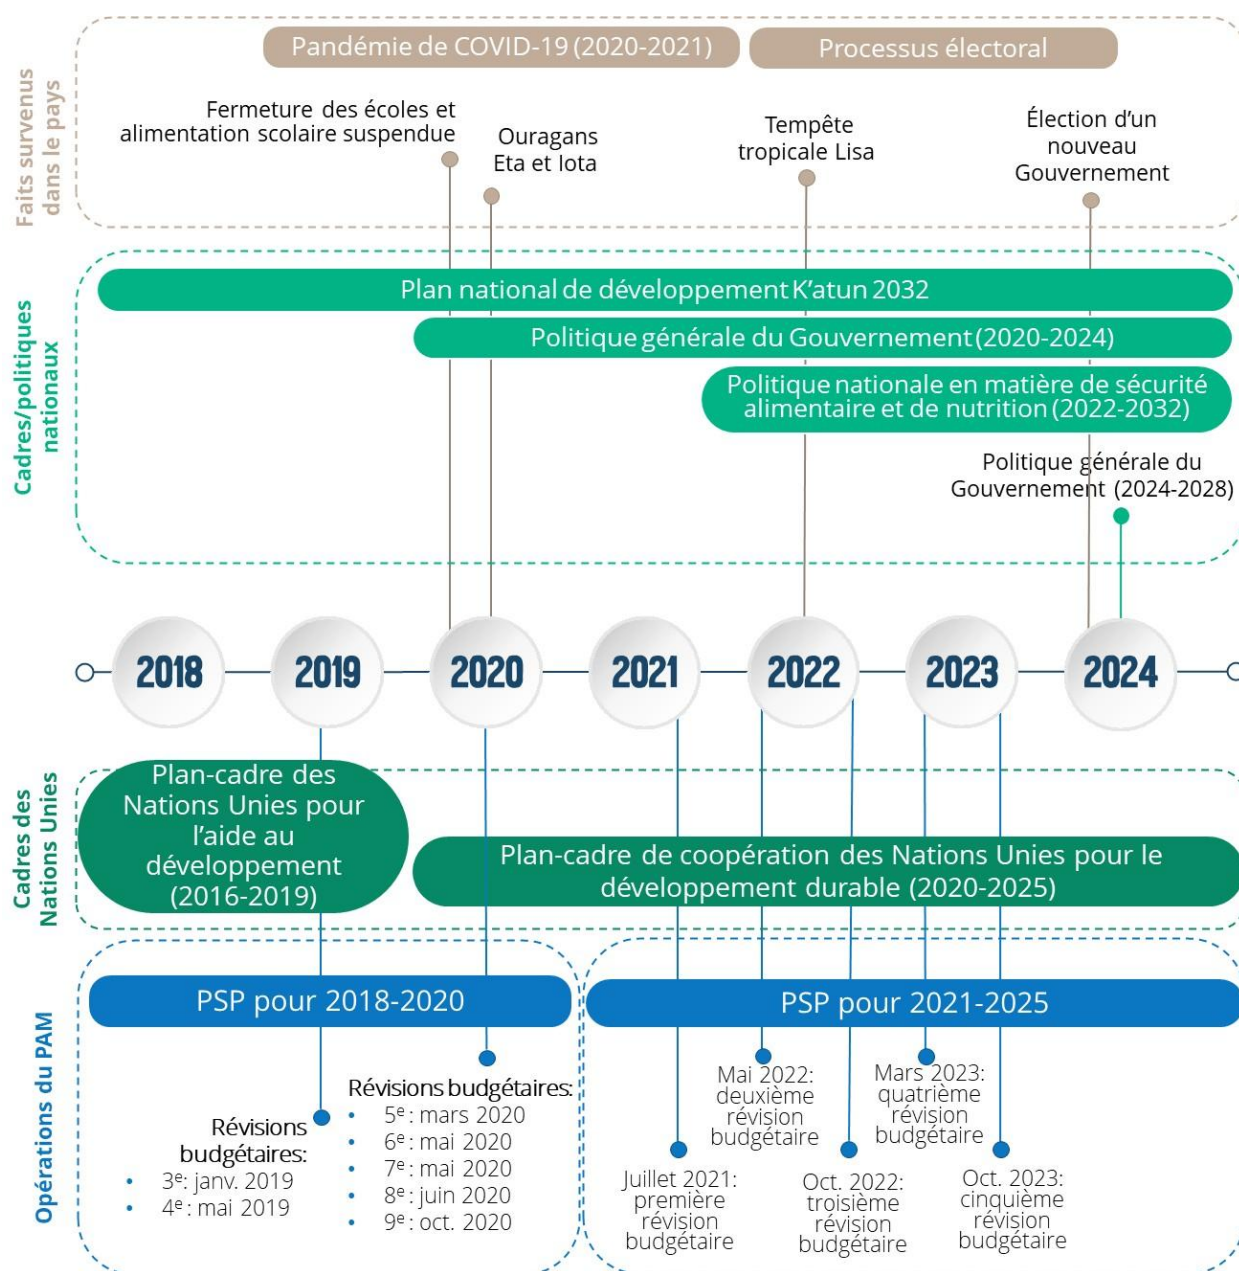 Faits survenus
dans le pays
Pandémie de COVID-19 (2020-2021)
Processus électoral
Fermeture des écoles et
alimentation scolaire suspendue
Ouragans
Eta et Iota
Tempête
tropicale Lisa
Élection d’un
nouveau
Gouvernement
Cadres/politiques
nationaux
Plan national de développement K’atun 2032
Politique générale du Gouvernement (2020-2024)
Politique nationale en matière de sécurité
alimentaire et de nutrition (2022-2032)
Politique générale du
Gouvernement (2024-2028)
2018
2019
2020
2021
2022
2023
2024
Cadres des
Nations Unies
Plan-cadre des
Nations Unies pour
l’aide au
développement
(2016-2019)
Plan-cadre de coopération des Nations Unies pour le
développement durable (2020-2025)
Opérations du PAM
PSP pour 2018-2020
PSP pour 2021-2025
Révisions
budgétaires:
• 3e: janv. 2019
• 4e : mai 2019
Révisions budgétaires:
• 5e : mars 2020
• 6e : mai 2020
• 7e : mai 2020
• 8e : juin 2020
• 9e : oct. 2020
Juillet 2021:
première
révision
budgétaire
Mai 2022:
deuxième
révision
budgétaire
Oct. 2022:
troisième
révision
budgétaire
Mars 2023:
quatrième
révision
budgétaire
Oct. 2023:
cinquième
révision
budgétaire